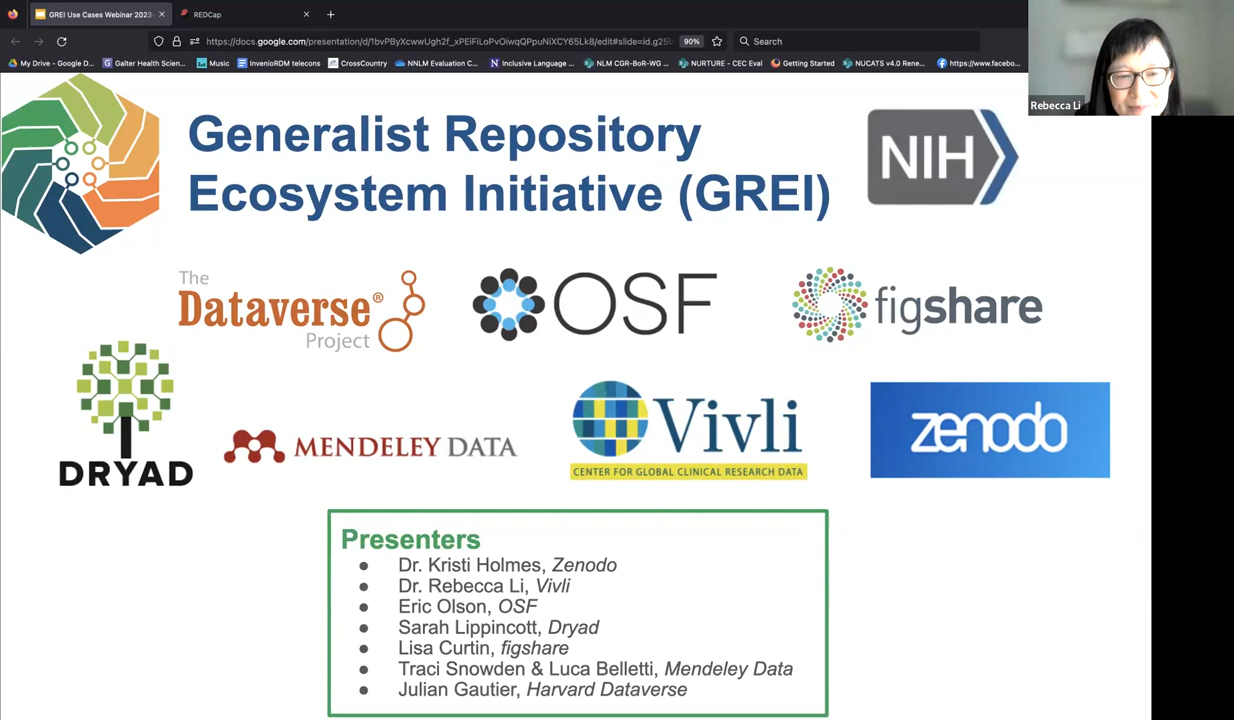 GREI Use Cases Webinar 2023-
REDCap
https://docs.google.com/presentation/d/1bvPByXcwwUgh2f_xPEiFiLoPvOiwqQPpuNiXCY65Lk8/edit#slide=id.g25b
90%
Search
My Drive - Google D...
Galter Health Scien...
Music
InvenioRDM telecons
CrossCountry
NNLM Evaluation C...
Inclusive Language ...
NLM CGR-BoR-WG ...
NURTURE - CEC Eval
Getting Started
NUCATS v4.0 Rene...
https://www.facebo...
Rebecca Li
Generalist Repository
Ecosystem Initiative (GREI)
NIH
The
Dataverse®
Project
OSF
figshare
DRYAD
MENDELEY DATA
Vivli
CENTER FOR GLOBAL CLINICAL RESEARCH DATA
zenodo
Presenters
● Dr. Kristi Holmes, Zenodo
● Dr. Rebecca Li, Vivli
● Eric Olson, OSF
● Sarah Lippincott, Dryad
● Lisa Curtin, figshare
● Traci Snowden & Luca Belletti, Mendeley Data
● Julian Gautier, Harvard Dataverse